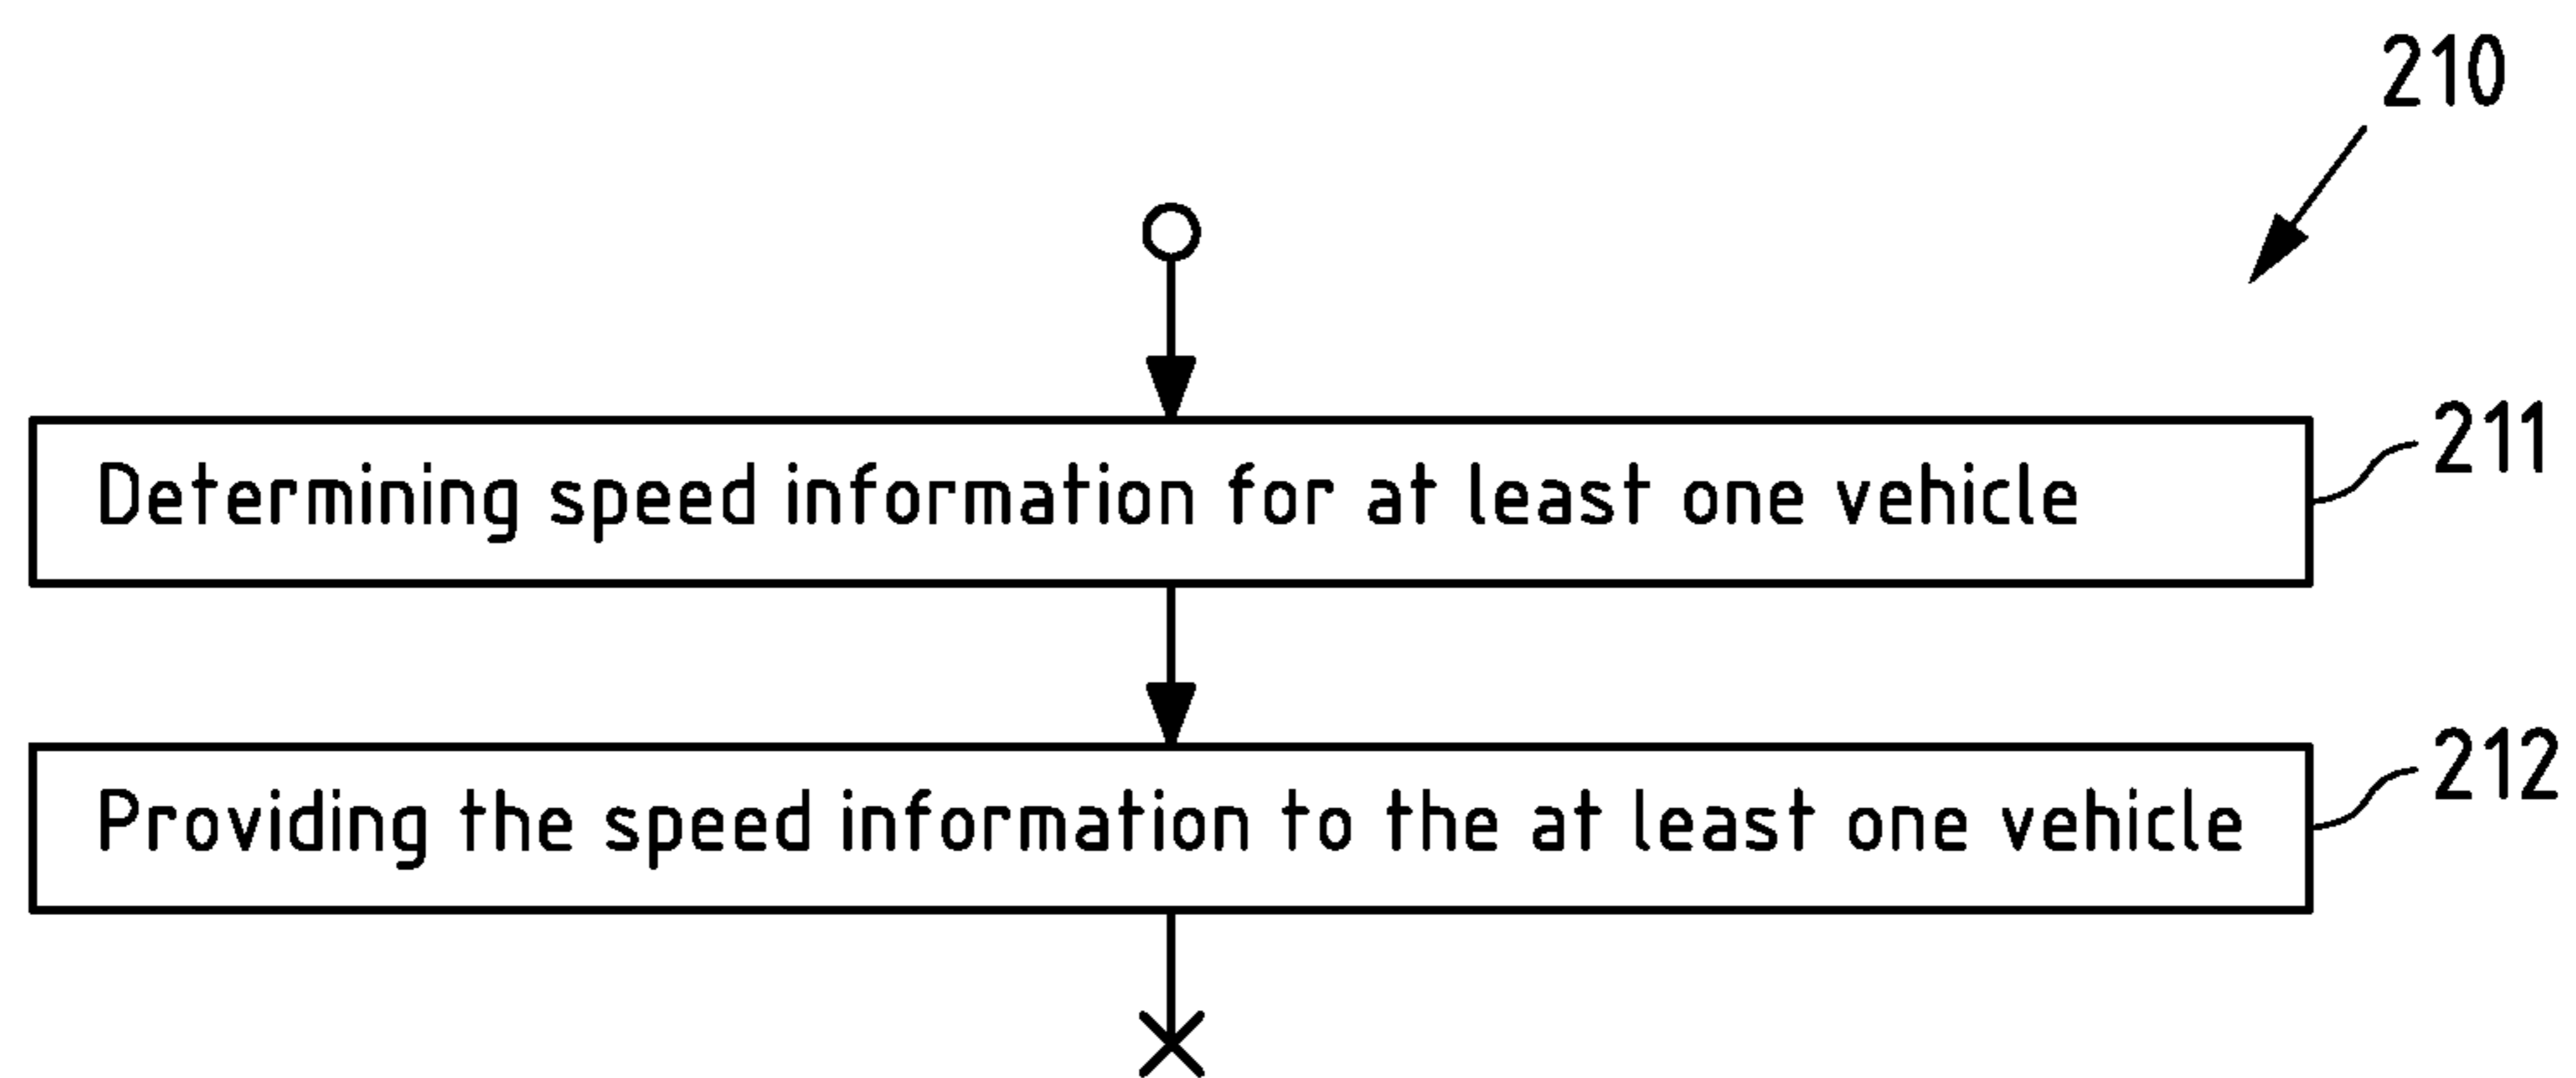 210
Determining speed information for at least one vehicle
211
Providing the speed information to the at least one vehicle
212